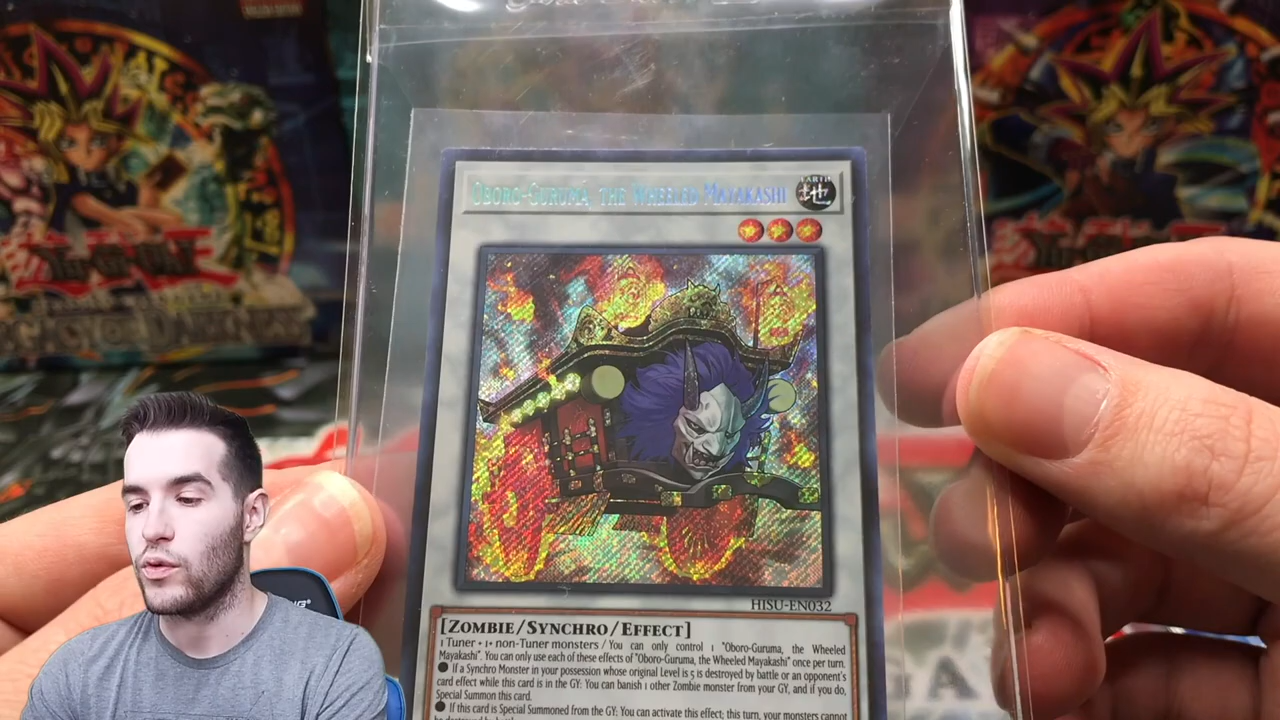 OBORO-GURUMA, THE WHEELED MAYAKASHI
EARTH
地
HISU-EN032
[ZOMBIE/SYNCHRO/EFFECT]
1 Tuner + 1+ non-Tuner monsters / You can only control 1 "Oboro-Guruma, the Wheeled
Mayakashi". You can only use each of these effects of "Oboro-Guruma, the Wheeled Mayakashi" once per turn.
● If a Synchro Monster in your possession whose original Level is 5 is destroyed by battle or an opponent's
card effect while this card is in the GY: You can banish 1 other Zombie monster from your GY, and if you do,
Special Summon this card.
● If this card is Special Summoned from the GY: You can activate this effect; this turn, your monsters cannot